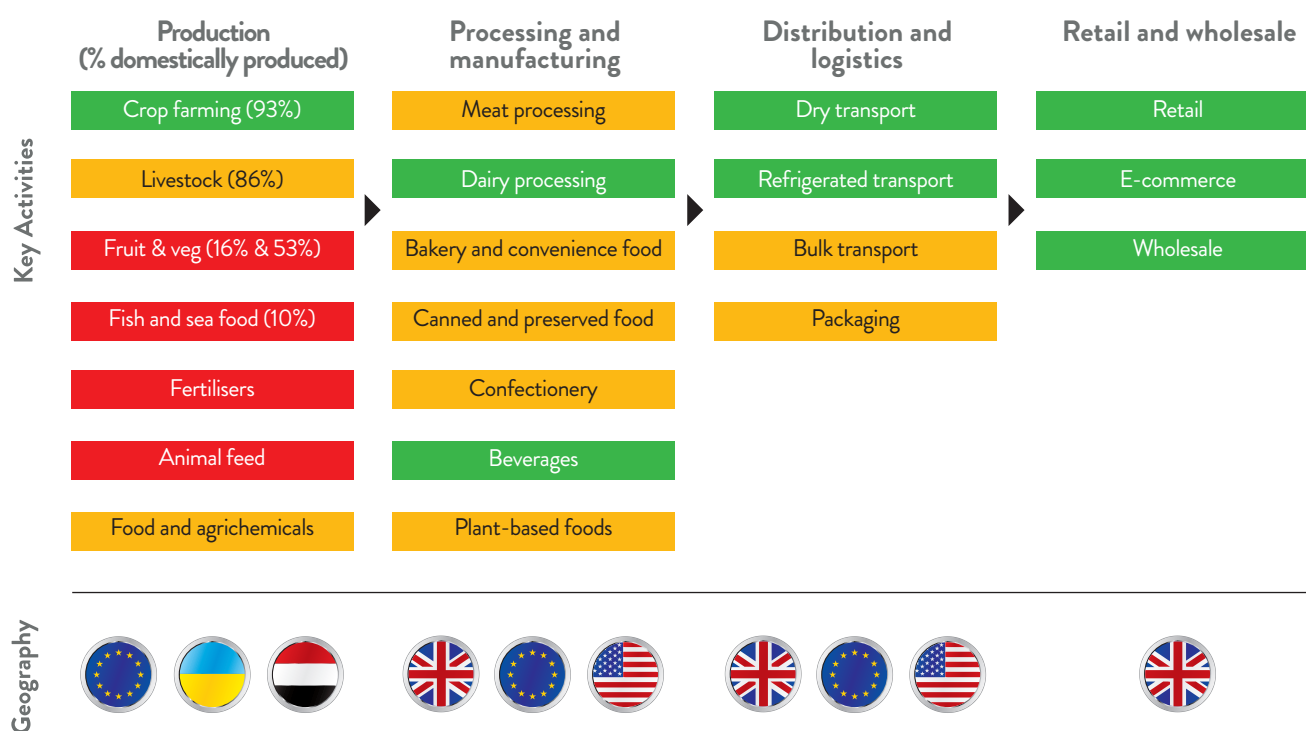 Production
(% domestically produced)
Processing and
manufacturing
Distribution and
logistics
Retail and wholesale
Key Activities
Crop farming (93%)
Livestock (86%)
Fruit & veg (16% & 53%)
Fish and sea food (10%)
Fertilisers
Animal feed
Food and agrichemicals
Meat processing
Dairy processing
Bakery and convenience food
Canned and preserved food
Confectionery
Beverages
Plant-based foods
Dry transport
Refrigerated transport
Bulk transport
Packaging
Retail
E-commerce
Wholesale
Geography